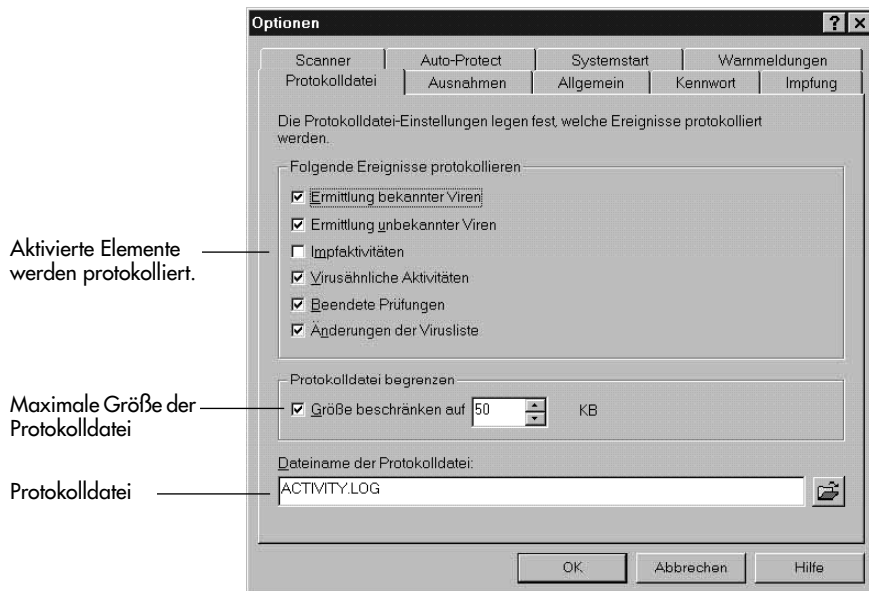 Optionen
Scanner Auto-Protect Systemstart Warnmeldungen
Protokolldatei Ausnahmen Allgemein Kennwort Impfung
Die Protokolldatei-Einstellungen legen fest, welche Ereignisse protokolliert
werden.
Folgende Ereignisse protokollieren
Ermittlung bekannter Viren
Ermittlung unbekannter Viren
Impfaktivitäten
Virusähnliche Aktivitäten
Beendete Prüfungen
Änderungen der Virusliste
Aktivierte Elemente
werden protokolliert.
Protokolldatei begrenzen
Größe beschränken auf 50 KB
Maximale Größe der
Protokolldatei
Dateiname der Protokolldatei:
ACTIVITY.LOG
Protokolldatei
OK Abbrechen Hilfe